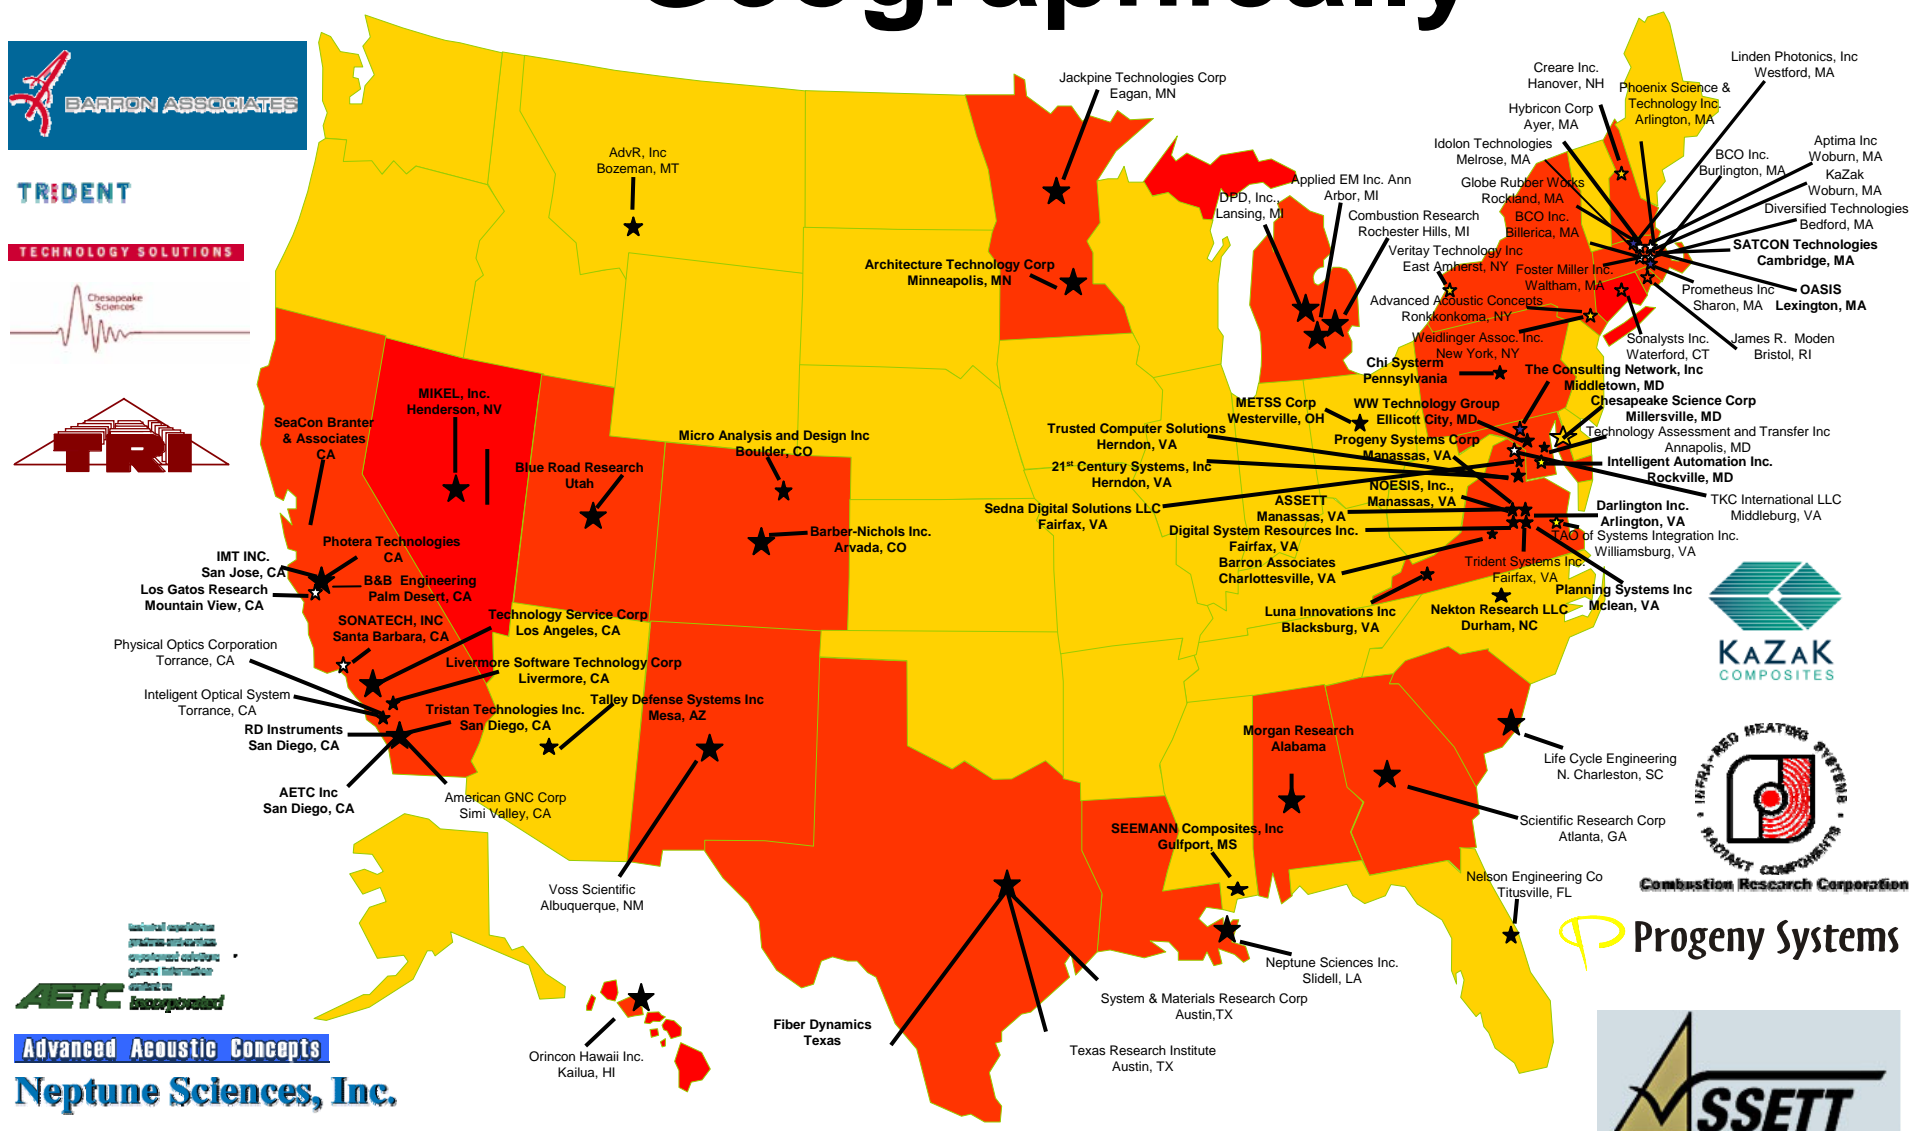 Geographically
BARRON ASSOCIATES
TRIDENT
TECHNOLOGY SOLUTIONS
Chesapeake
Sciences
TRI
Jackpine Technologies Corp
Eagan, MN
AdvR, Inc
Bozeman, MT
Architecture Technology Corp
Minneapolis, MN
DPD, Inc.,
Lansing, MI
Applied EM Inc. Ann
Arbor, MI
Combustion Research
Rochester Hills, MI
Veritay Technology Inc
East Amherst, NY
Advanced Acoustic Concepts
Ronkkonkoma, NY
Weidlinger Assoc. Inc.
New York, NY
Creare Inc.
Hanover, NH
Hybricon Corp
Ayer, MA
Idolon Technologies
Melrose, MA
Globe Rubber Works
Rockland, MA
BCO Inc.
Billerica, MA
Foster Miller Inc.
Waltham, MA
Phoenix Science &
Technology Inc.
Arlington, MA
Linden Photonics, Inc
Westford, MA
BCO Inc.
Burlington, MA
Aptima Inc
Woburn, MA
KaZak
Woburn, MA
Diversified Technologies
Bedford, MA
SATCON Technologies
Cambridge, MA
OASIS
Lexington, MA
Prometheus Inc
Sharon, MA
Sonalysts Inc.
Waterford, CT
James R. Moden
Bristol, RI
Chi Systerm
Pennsylvania
The Consulting Network, Inc
Middletown, MD
METSS Corp
Westerville, OH
WW Technology Group
Ellicott City, MD
Chesapeake Science Corp
Millersville, MD
Trusted Computer Solutions
Herndon, VA
Progeny Systems Corp
Manassas, VA
Technology Assessment and Transfer Inc
Annapolis, MD
21st Century Systems, Inc
Herndon, VA
Intelligent Automation Inc.
Rockville, MD
NOESIS, Inc.,
Manassas, VA
TKC International LLC
Middleburg, VA
Sedna Digital Solutions LLC
Fairfax, VA
ASSETT
Manassas, VA
Darlington Inc.
Arlington, VA
Digital System Resources Inc.
Fairfax, VA
TAO of Systems Integration Inc.
Williamsburg, VA
Barron Associates
Charlottesville, VA
Trident Systems Inc.
Fairfax, VA
Planning Systems Inc
Mclean, VA
Luna Innovations Inc
Blacksburg, VA
Nekton Research LLC
Durham, NC
MIKEL, Inc.
Henderson, NV
SeaCon Branter
& Associates
CA
Blue Road Research
Utah
Micro Analysis and Design Inc
Boulder, CO
Barber-Nichols Inc.
Arvada, CO
Photera Technologies
CA
IMT INC.
San Jose, CA
B&B Engineering
Palm Desert, CA
Los Gatos Research
Mountain View, CA
SONATECH, INC
Santa Barbara, CA
Technology Service Corp
Los Angeles, CA
Physical Optics Corporation
Torrance, CA
Livermore Software Technology Corp
Livermore, CA
Inteligent Optical System
Torrance, CA
Talley Defense Systems Inc
Mesa, AZ
Tristan Technologies Inc.
San Diego, CA
RD Instruments
San Diego, CA
AETC Inc
San Diego, CA
American GNC Corp
Simi Valley, CA
Voss Scientific
Albuquerque, NM
Morgan Research
Alabama
Life Cycle Engineering
N. Charleston, SC
Scientific Research Corp
Atlanta, GA
SEEMANN Composites, Inc
Gulfport, MS
Nelson Engineering Co
Titusville, FL
Neptune Sciences Inc.
Slidell, LA
System & Materials Research Corp
Austin,TX
Fiber Dynamics
Texas
Texas Research Institute
Austin, TX
Orincon Hawaii Inc.
Kailua, HI
KAZAK
COMPOSITES
INFRA-RED HEATING SYSTEMS
RADIANT COMPONENTS
Combustion Research Corporation
Progeny Systems
ASSETT
technical capabilities
products and services
general information
contact us
AETC Incorporated
Advanced Acoustic Concepts
Neptune Sciences, Inc.